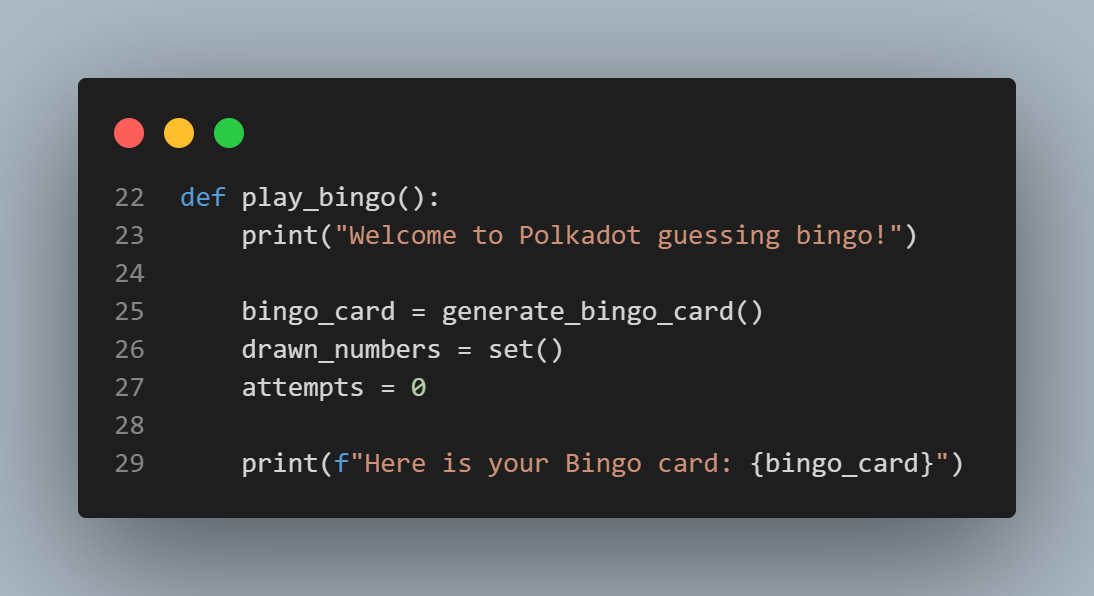 22 def play_bingo():
23     print("Welcome to Polkadot guessing bingo!")
24
25     bingo_card = generate_bingo_card()
26     drawn_numbers = set()
27     attempts = 0
28
29     print(f"Here is your Bingo card: {bingo_card}")